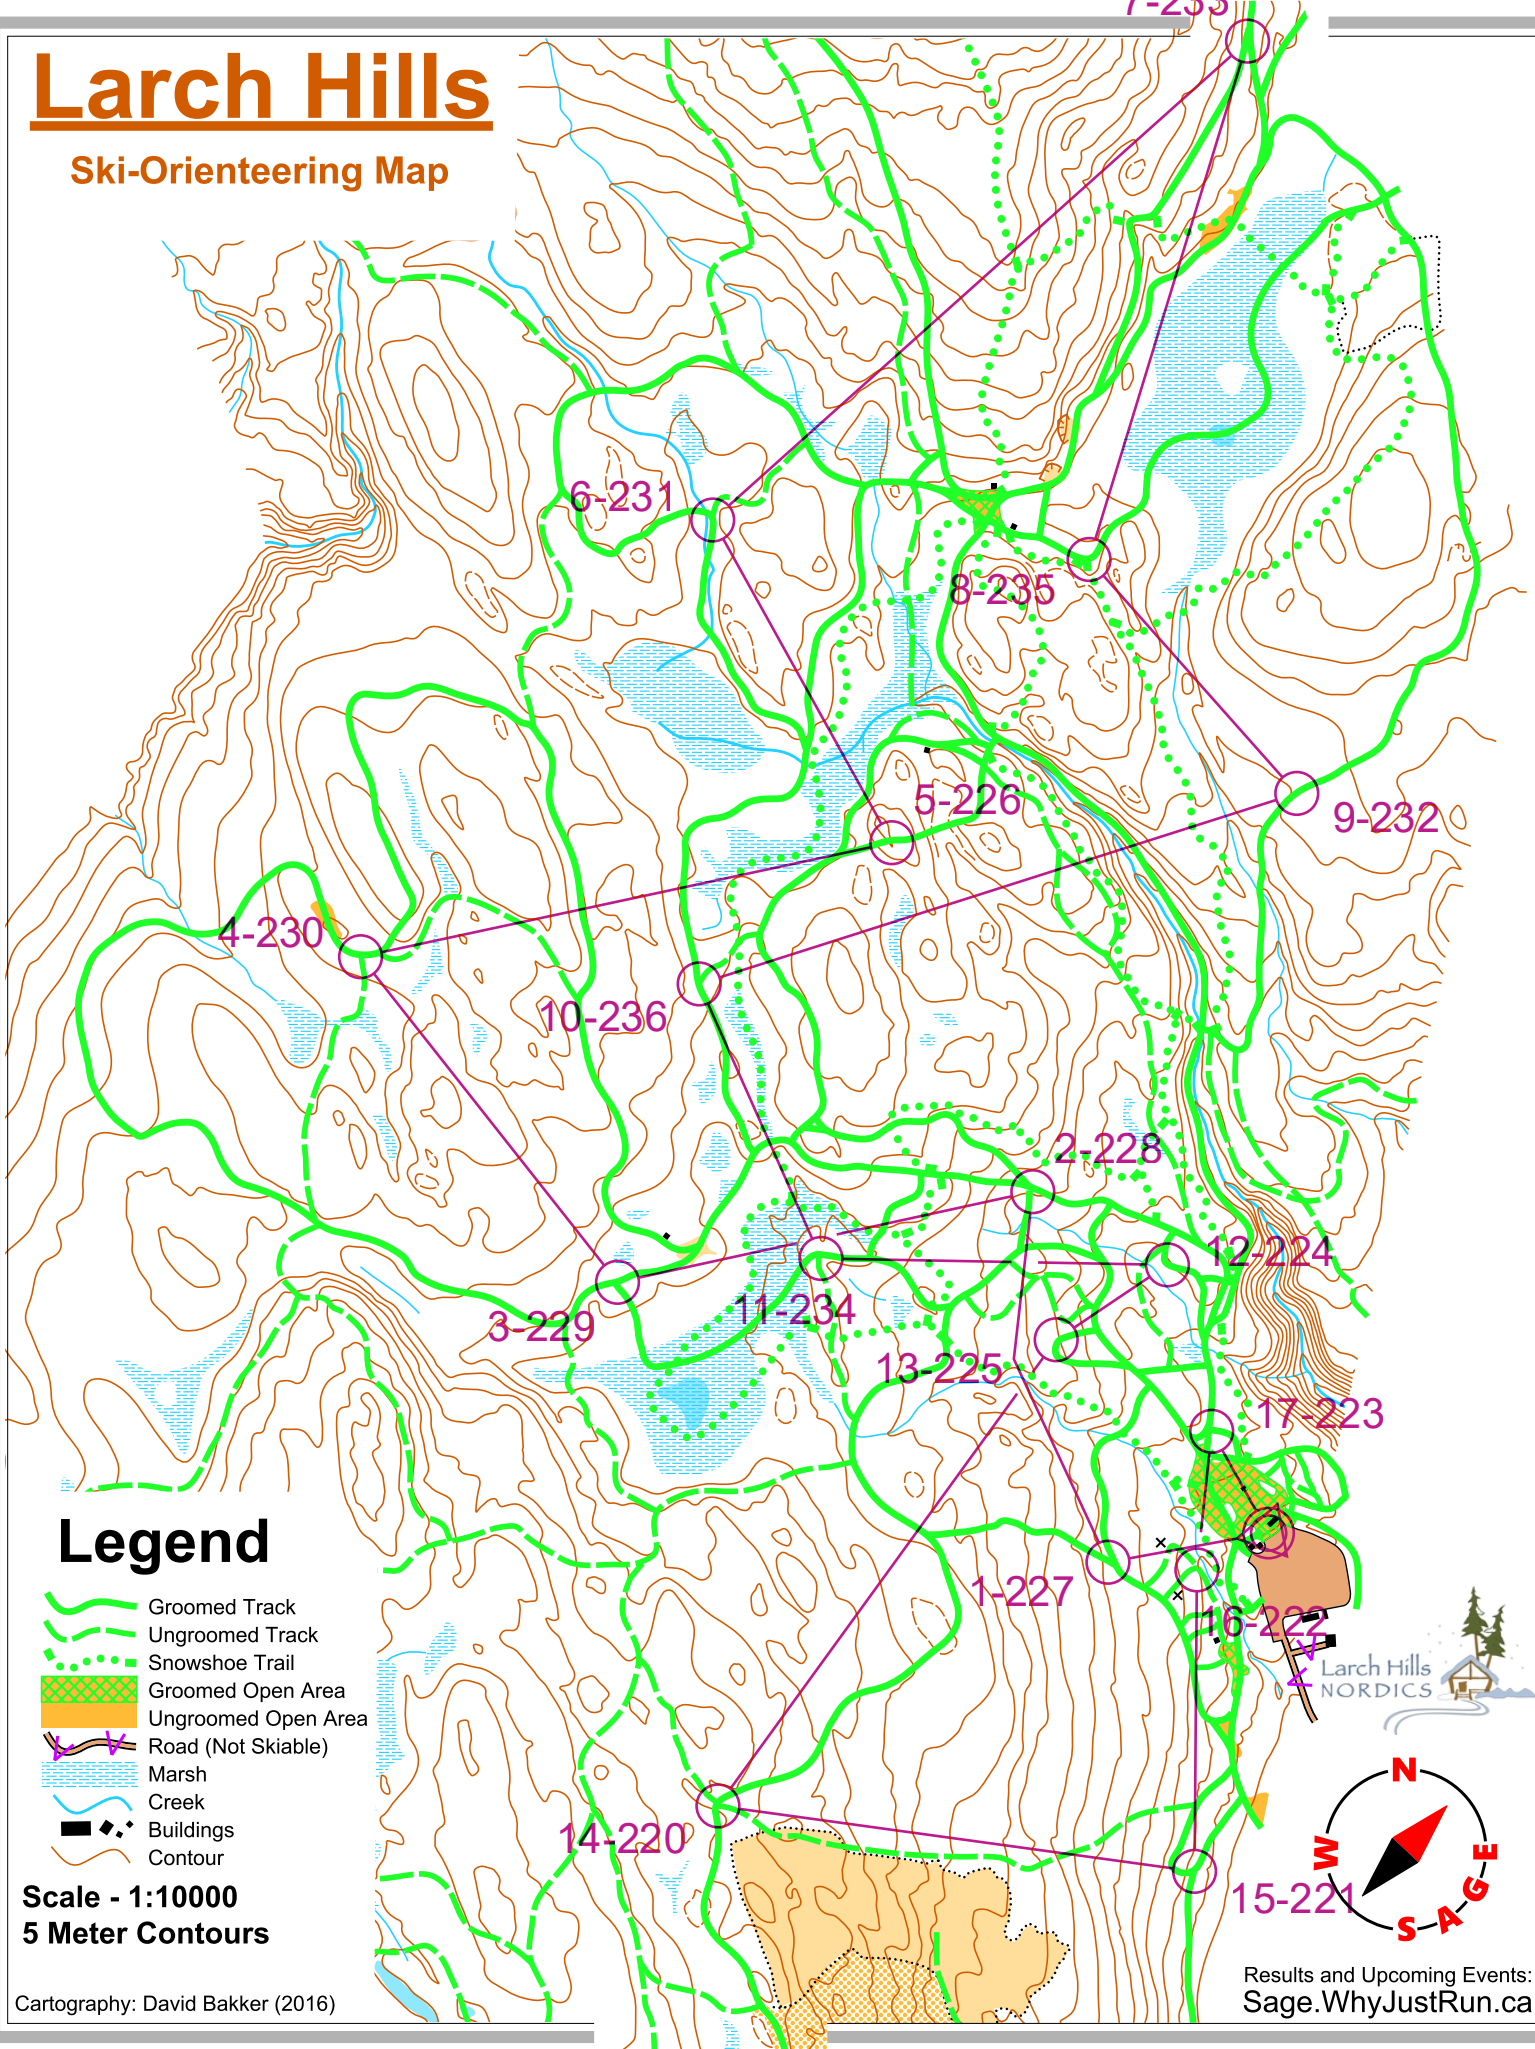 7-233
Larch Hills
Ski-Orienteering Map
6-231
8-235
5-226
9-232
4-230
10-236
2-228
12-224
11-234
3-229
13-225
17-223
1-227
16-222
14-220
15-221
Legend
Groomed Track
Ungroomed Track
Snowshoe Trail
Groomed Open Area
Ungroomed Open Area
Road (Not Skiable)
Marsh
Creek
Buildings
Contour
Scale - 1:10000
5 Meter Contours
Cartography: David Bakker (2016)
Larch Hills
NORDICS
N
W E
SAGE
Results and Upcoming Events:
Sage.WhyJustRun.ca